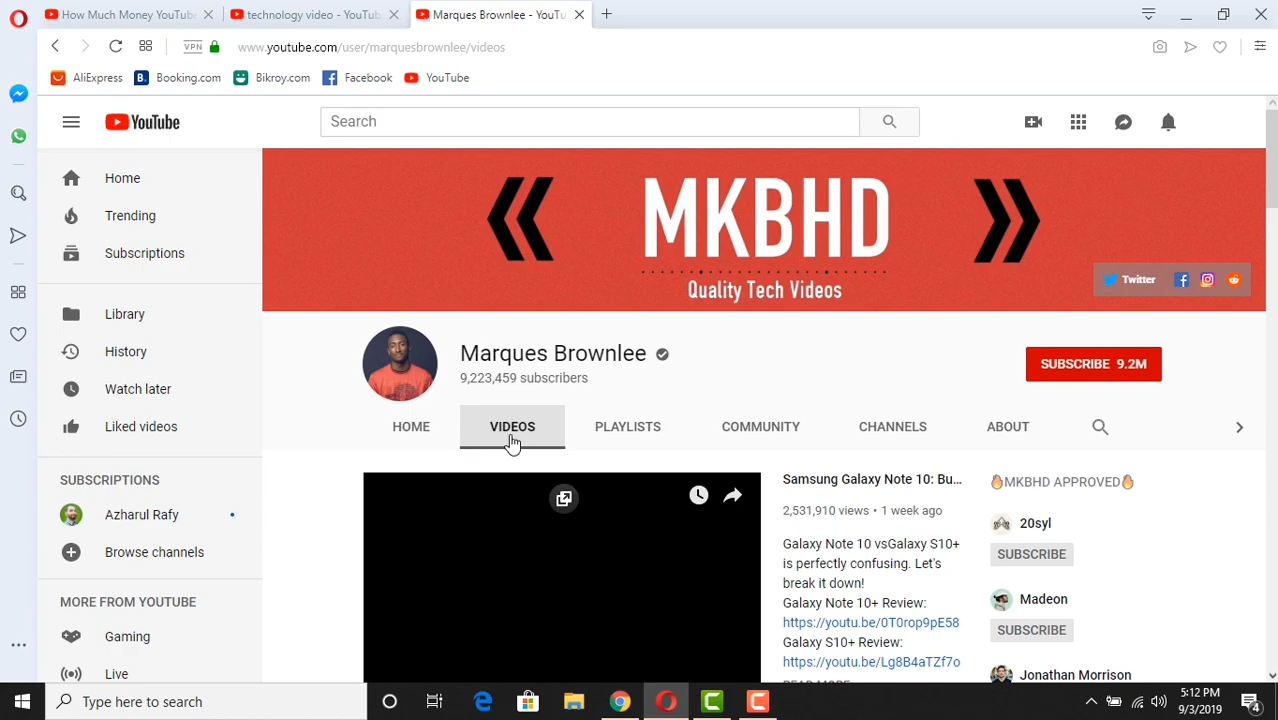 How Much Money YouTube
technology video - YouTub
Marques Brownlee - YouTu
VPN
www.youtube.com/user/marquesbrownlee/videos
AliExpress
B.
Booking.com
Bikroy.com
Facebook
YouTube
YouTube
Search
Home
Trending
Subscriptions
Library
History
Watch later
Liked videos
SUBSCRIPTIONS
Azharul Rafy
Browse channels
MORE FROM YOUTUBE
Gaming
Live
MKBHD
Quality Tech Videos
Twitter
Marques Brownlee
9,223,459 subscribers
SUBSCRIBE 9.2M
HOME
VIDEOS
PLAYLISTS
COMMUNITY
CHANNELS
ABOUT
Samsung Galaxy Note 10: Bu...
2,531,910 views • 1 week ago
Galaxy Note 10 vsGalaxy S10+
is perfectly confusing. Let's
break it down!
Galaxy Note 10+ Review:
https://youtu.be/0T0rop9pE58
Galaxy S10+ Review:
https://youtu.be/Lg8B4aTZf7o
READ MORE
🔥MKBHD APPROVED🔥
20syl
SUBSCRIBE
Madeon
SUBSCRIBE
Jonathan Morrison
Type here to search
5:12 PM
9/3/2019
4